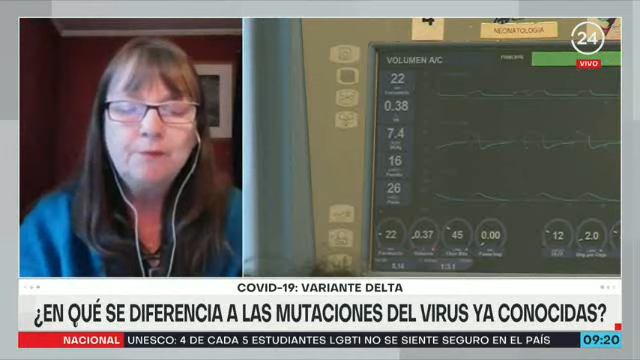 4
NEONATOLOGIA
24
VIVO
VOLUMEN A/C
PRINCIPAL
22
0.38
7.4
16
26
22
0.37
45
0.00
12
2.0
COVID-19: VARIANTE DELTA
¿EN QUÉ SE DIFERENCIA A LAS MUTACIONES DEL VIRUS YA CONOCIDAS?
NACIONAL UNESCO: 4 DE CADA 5 ESTUDIANTES LGBTI NO SE SIENTE SEGURO EN EL PAÍS 09:20